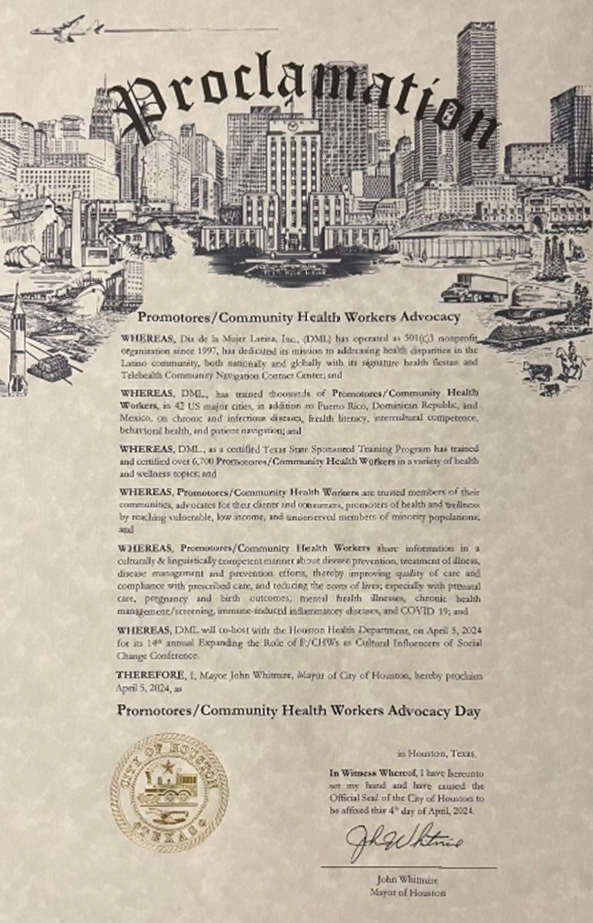 Proclamation
Promotores/Community Health Workers Advocacy
WHEREAS, Dia de la Mujer Latina, Inc., (DML) has operated as 501(c)3 nonprofit
organization since 1997, has dedicated its mission to addressing health disparities in the
Latino community, both nationally and globally with its signature health fiestas and
Telehealth Community Navigation Contact Center; and
WHEREAS, DML, has trained thousands of Promotores/Community Health
Workers, in 42 US major cities, in addition to Puerto Rico, Dominican Republic, and
Mexico, on chronic and infectious diseases, health literacy, intercultural competence,
behavioral health, and patient navigation; and
WHEREAS, DML, as a certified Texas State Sponsored Training Program has trained
and certified over 6,700 Promotores/Community Health Workers in a variety of health
and wellness topics; and
WHEREAS, Promotores/Community Health Workers are trusted members of their
communities, advocates for their clients and consumers, promoters of health and wellness
by reaching vulnerable, low income, and underserved members of minority populations;
and
WHEREAS, Promotores/Community Health Workers share information in a
culturally & linguistically competent manner about disease prevention, treatment of illness,
disease management and prevention efforts, thereby improving quality of care and
compliance with prescribed care, and reducing the costs of lives; especially with prenatal
care, pregnancy and birth outcomes, mental health illnesses, chronic health
management/screening, immune-induced inflammatory diseases, and COVID 19; and
WHEREAS, DML will co-host with the Houston Health Department, on April 5, 2024
for its 14th annual Expanding the Role of P/CHWs as Cultural Influencers of Social
Change Conference.
THEREFORE, I, Mayor John Whitmire, Mayor of City of Houston, hereby proclaim
April 5, 2024, as
Promotores/Community Health Workers Advocacy Day
in Houston, Texas.
In Witness Whereof, I have hereunto
set my hand and have caused the
Official Seal of the City of Houston to
be affixed this 4th day of April, 2024.
CITY OF HOUSTON
TEXAS
John Whitmire
John Whitmire
Mayor of Houston